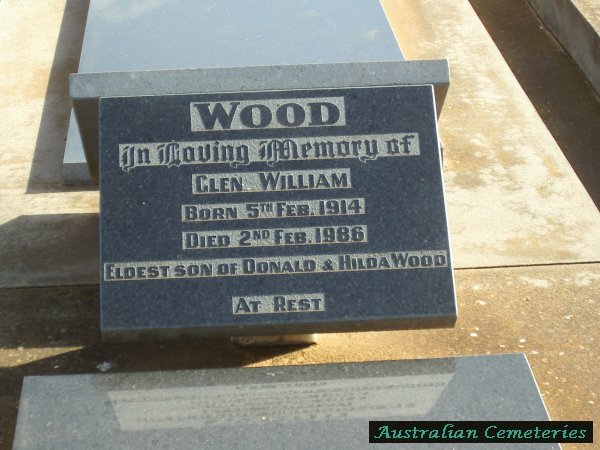 WOOD
In Loving Memory of
GLEN WILLIAM
BORN 5TH FEB. 1914
DIED 2ND FEB. 1986
ELDEST SON OF DONALD & HILDA WOOD
AT REST
Australian Cemeteries